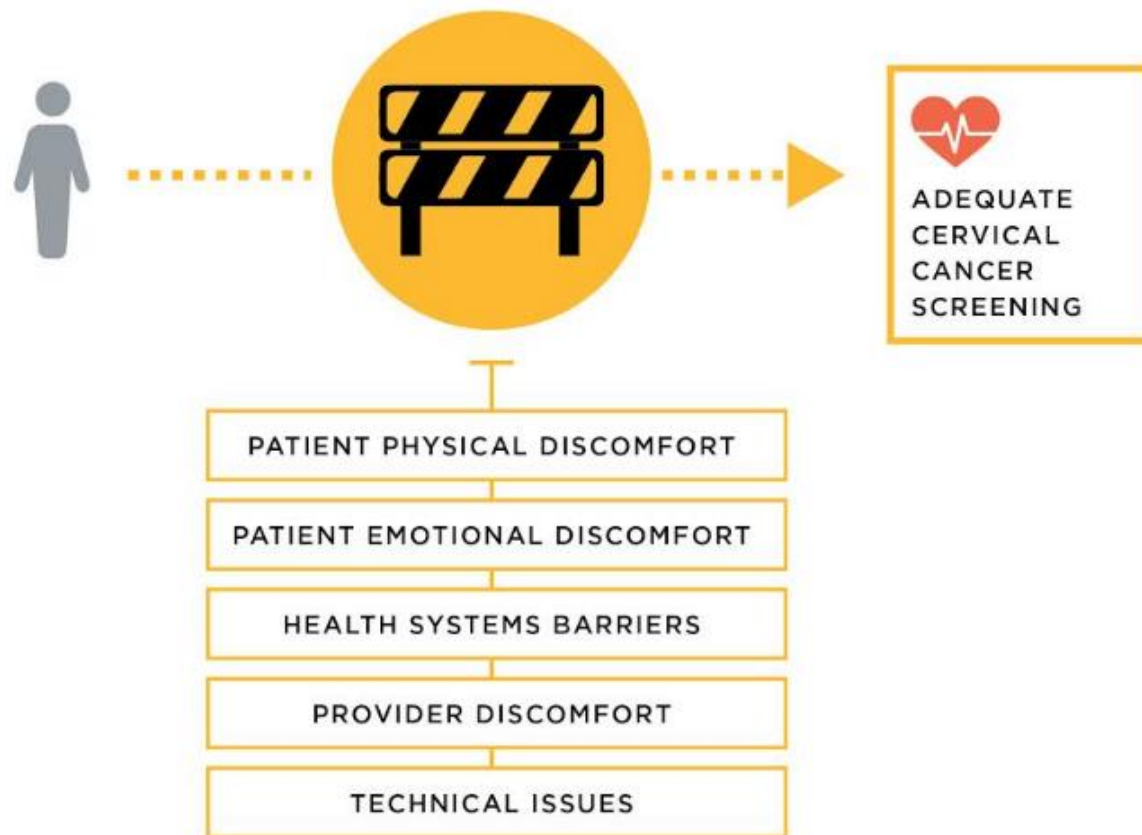 ADEQUATE
CERVICAL
CANCER
SCREENING
PATIENT PHYSICAL DISCOMFORT
PATIENT EMOTIONAL DISCOMFORT
HEALTH SYSTEMS BARRIERS
PROVIDER DISCOMFORT
TECHNICAL ISSUES